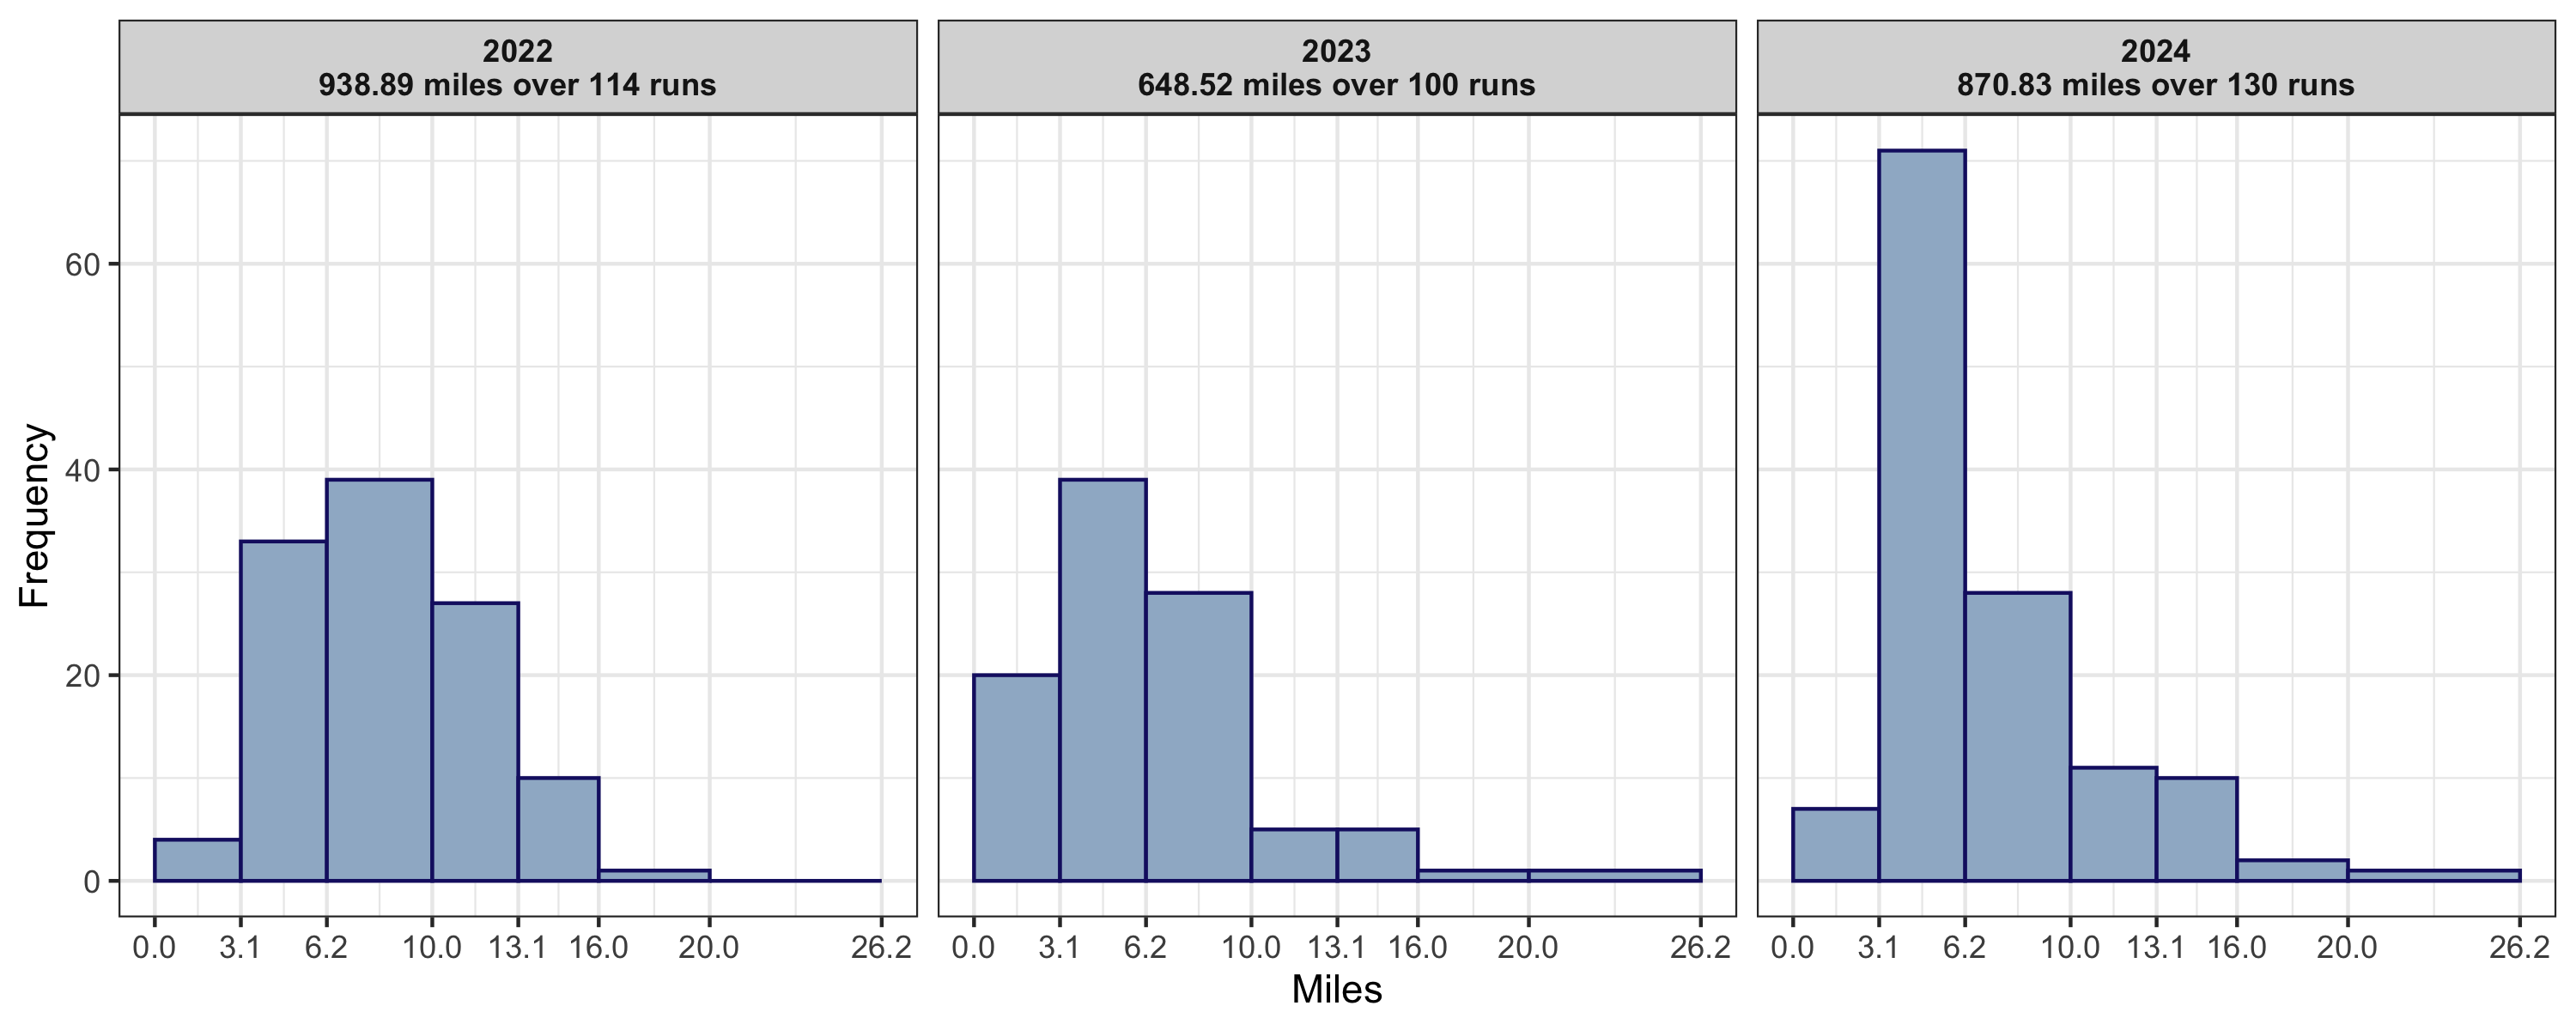 2022
938.89 miles over 114 runs
2023
648.52 miles over 100 runs
2024
870.83 miles over 130 runs
Frequency
60
40
20
0
0.0 3.1 6.2 10.0 13.1 16.0 20.0 26.2
0.0 3.1 6.2 10.0 13.1 16.0 20.0 26.2
0.0 3.1 6.2 10.0 13.1 16.0 20.0 26.2
Miles